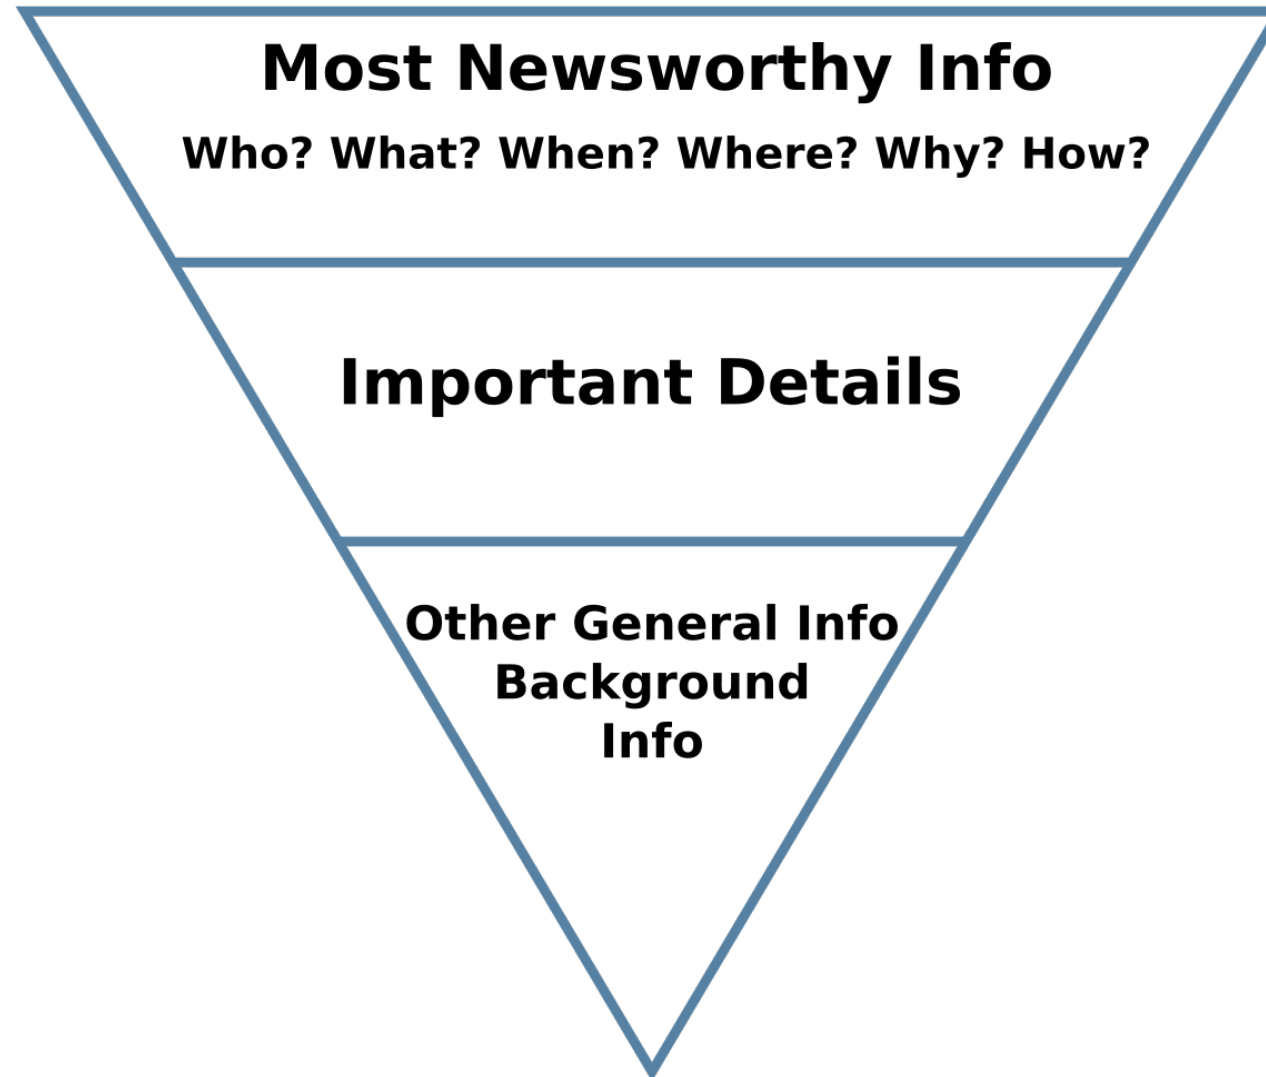 Most Newsworthy Info
Who? What? When? Where? Why? How?
Important Details
Other General Info
Background
Info